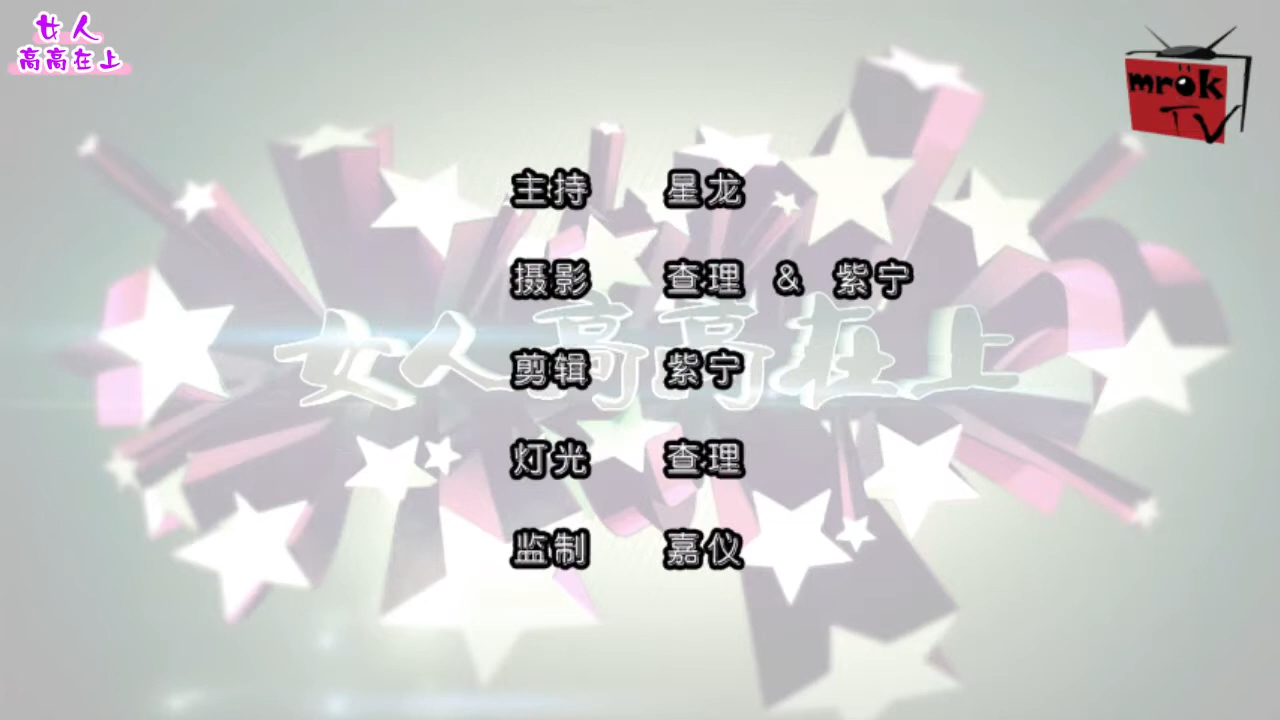 女人
高高在上
mrök
TV
主持 星龙
摄影 查理 & 紫宁
女人高高在上
剪辑 紫宁
灯光 查理
监制 嘉仪